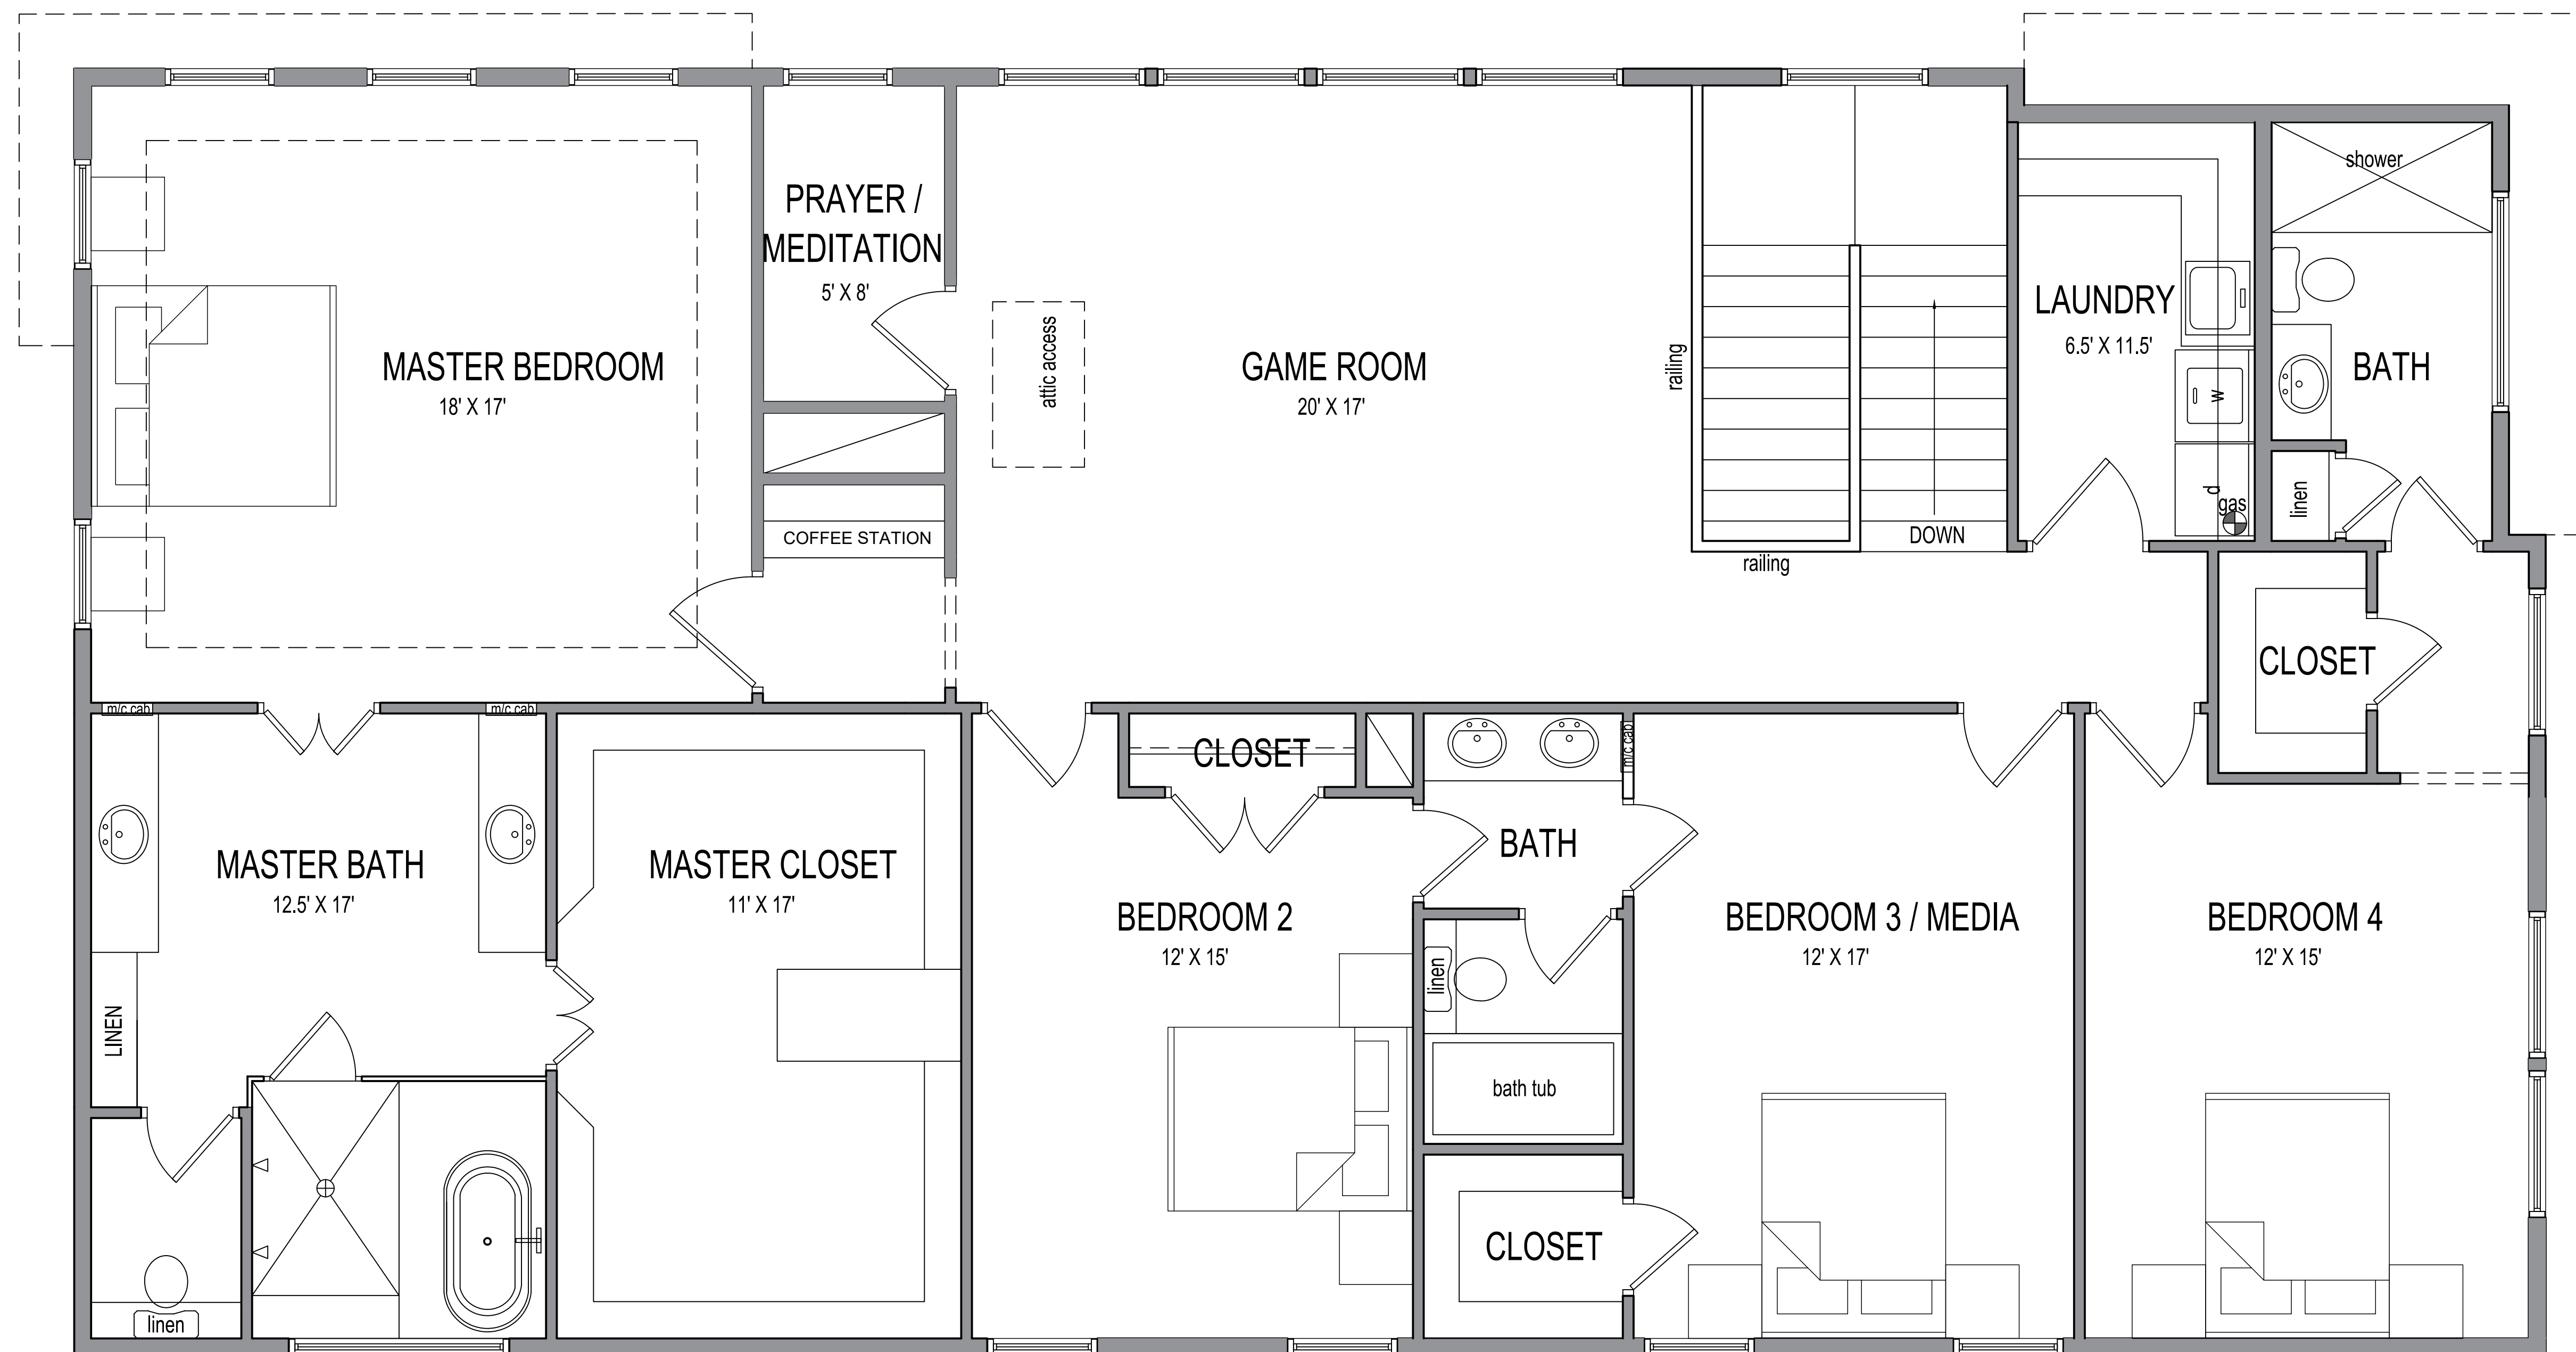 shower
PRAYER /
MEDITATION
5' X 8'
LAUNDRY
6.5' X 11.5'
MASTER BEDROOM
18' X 17'
attic access
GAME ROOM
20' X 17'
railing
BATH
w
d
gas
linen
COFFEE STATION
DOWN
railing
CLOSET
m/c cab
m/c cab
m/c cab
CLOSET
MASTER BATH
12.5' X 17'
MASTER CLOSET
11' X 17'
BATH
BEDROOM 2
12' X 15'
BEDROOM 3 / MEDIA
12' X 17'
BEDROOM 4
12' X 15'
linen
LINEN
bath tub
CLOSET
linen